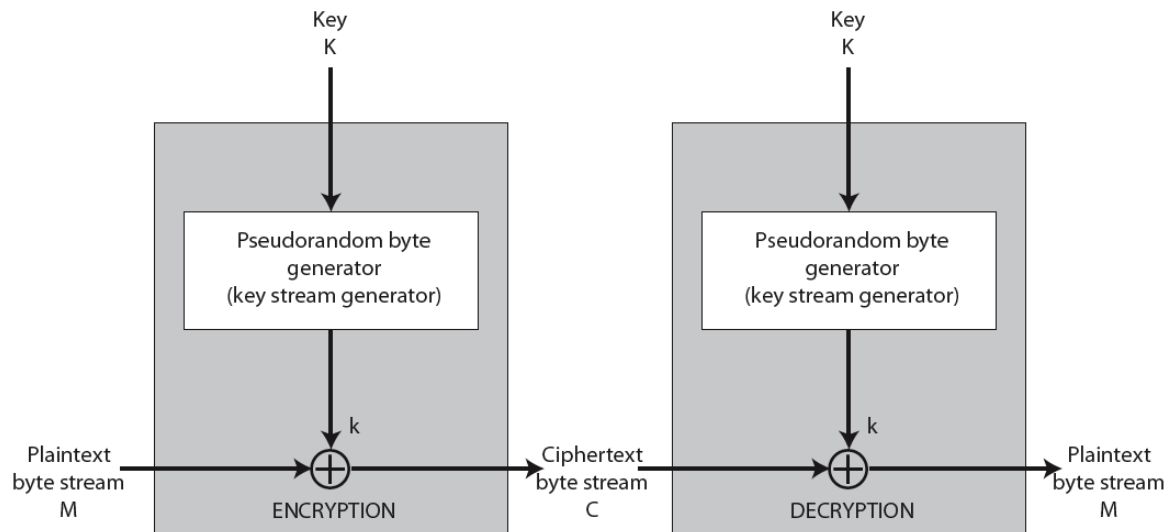 Key
K
Key
K
Pseudorandom byte
generator
(key stream generator)
Pseudorandom byte
generator
(key stream generator)
k
k
Plaintext
byte stream
M
ENCRYPTION
Ciphertext
byte stream
C
DECRYPTION
Plaintext
byte stream
M